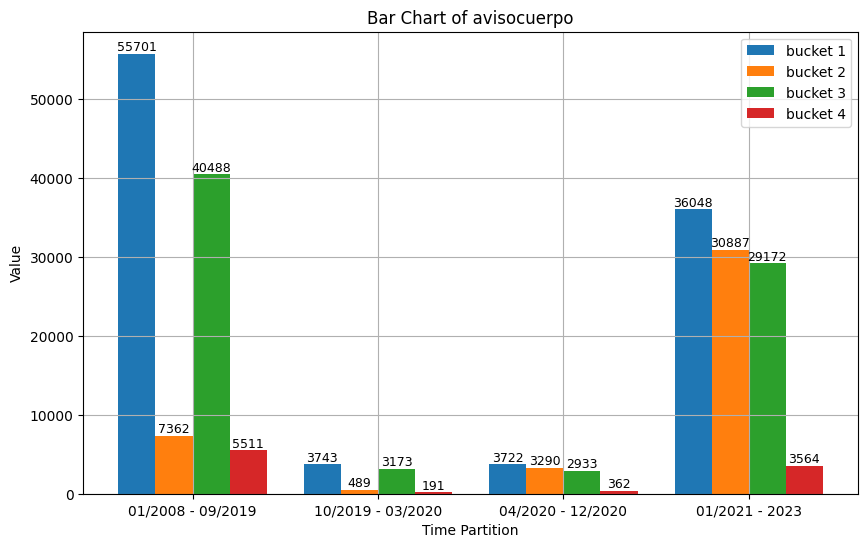 Bar Chart of avisocuerpo
bucket 1
bucket 2
bucket 3
bucket 4
Value
50000
40000
30000
20000
10000
0
55701
7362
40488
5511
3743
489
3173
191
3722
3290
2933
362
36048
30887
29172
3564
01/2008 - 09/2019
10/2019 - 03/2020
04/2020 - 12/2020
01/2021 - 2023
Time Partition